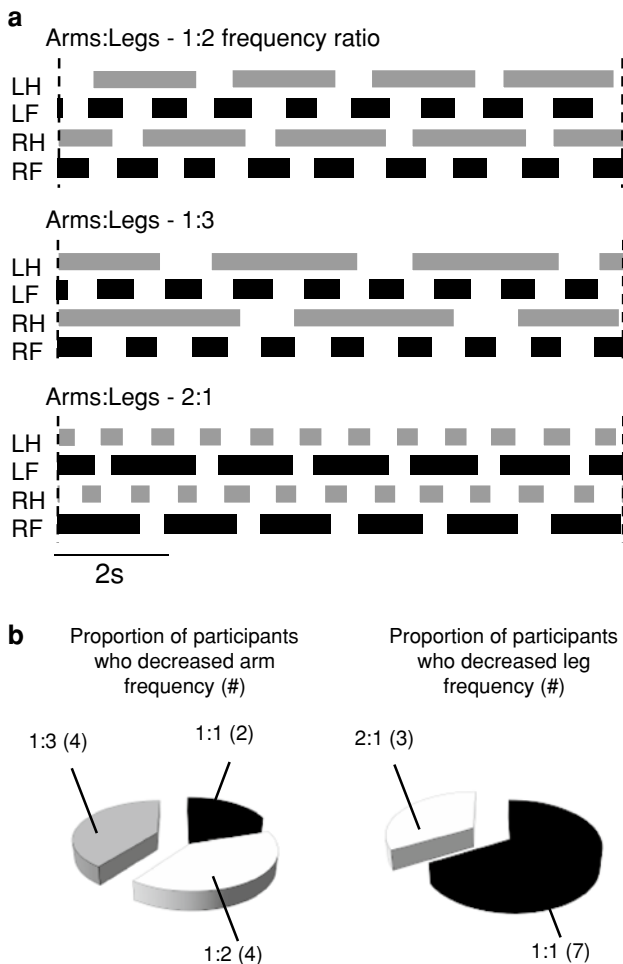 a
Arms:Legs - 1:2 frequency ratio
LH
LF
RH
RF
Arms:Legs - 1:3
LH
LF
RH
RF
Arms:Legs - 2:1
LH
LF
RH
RF
2s
b
Proportion of participants
who decreased arm
frequency (#)
1:3 (4)
1:1 (2)
1:2 (4)
Proportion of participants
who decreased leg
frequency (#)
2:1 (3)
1:1 (7)